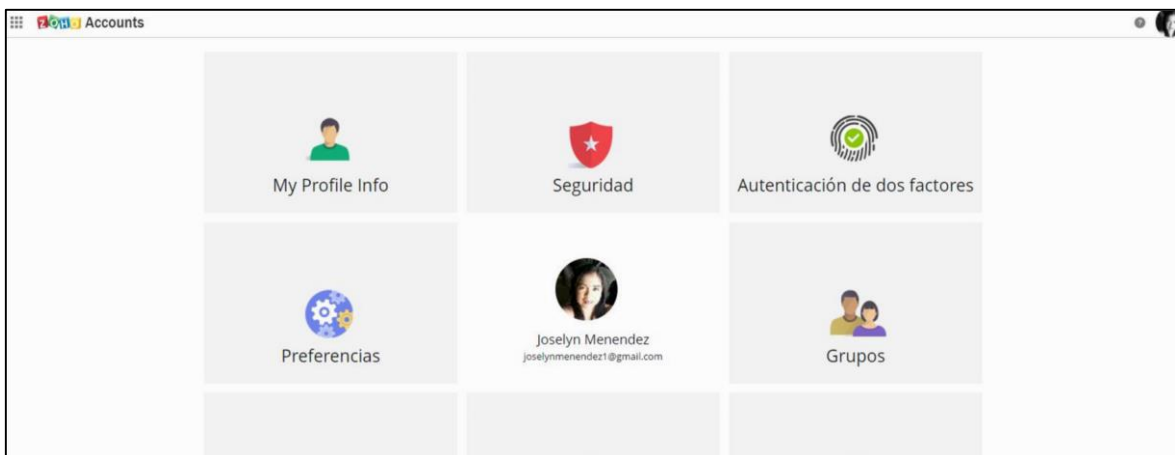 ZOHO Accounts
My Profile Info
Seguridad
Autenticación de dos factores
Preferencias
Joselyn Menendez
joselynmenendez1@gmail.com
Grupos